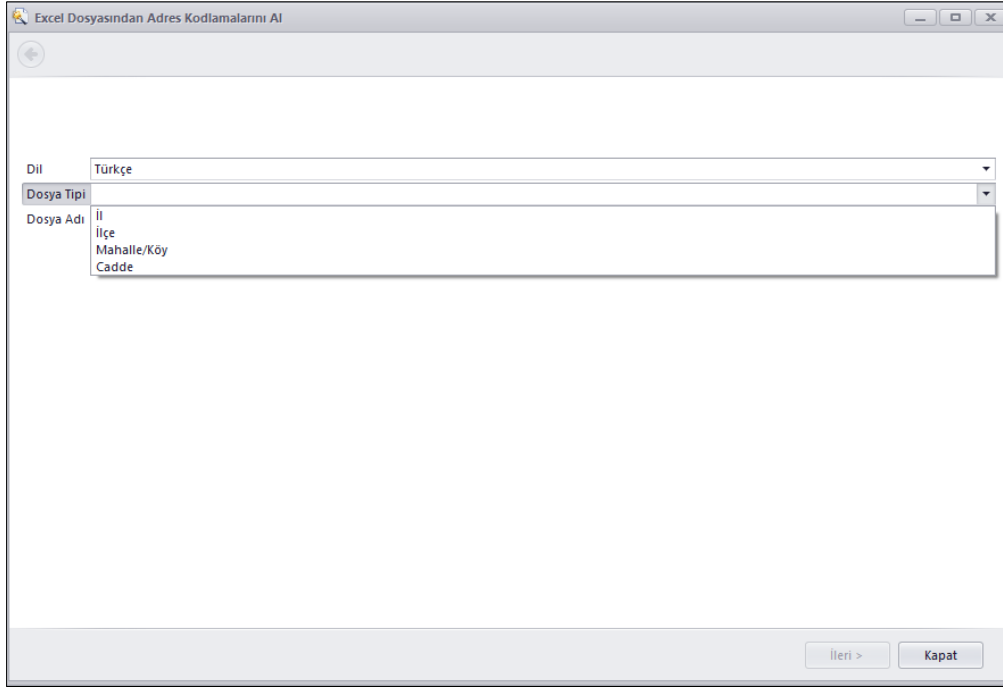 Excel Dosyasından Adres Kodlamalarını Al
Dil Türkçe
Dosya Tipi
Dosya Adı
İl
İlçe
Mahalle/Köy
Cadde
İleri > Kapat